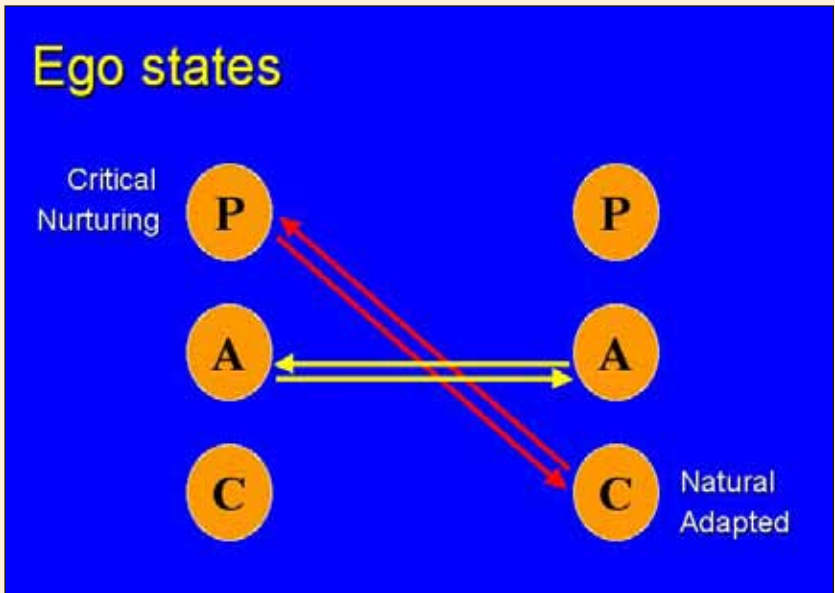 Ego states
Critical
Nurturing
P
P
A
A
C
C
Natural
Adapted